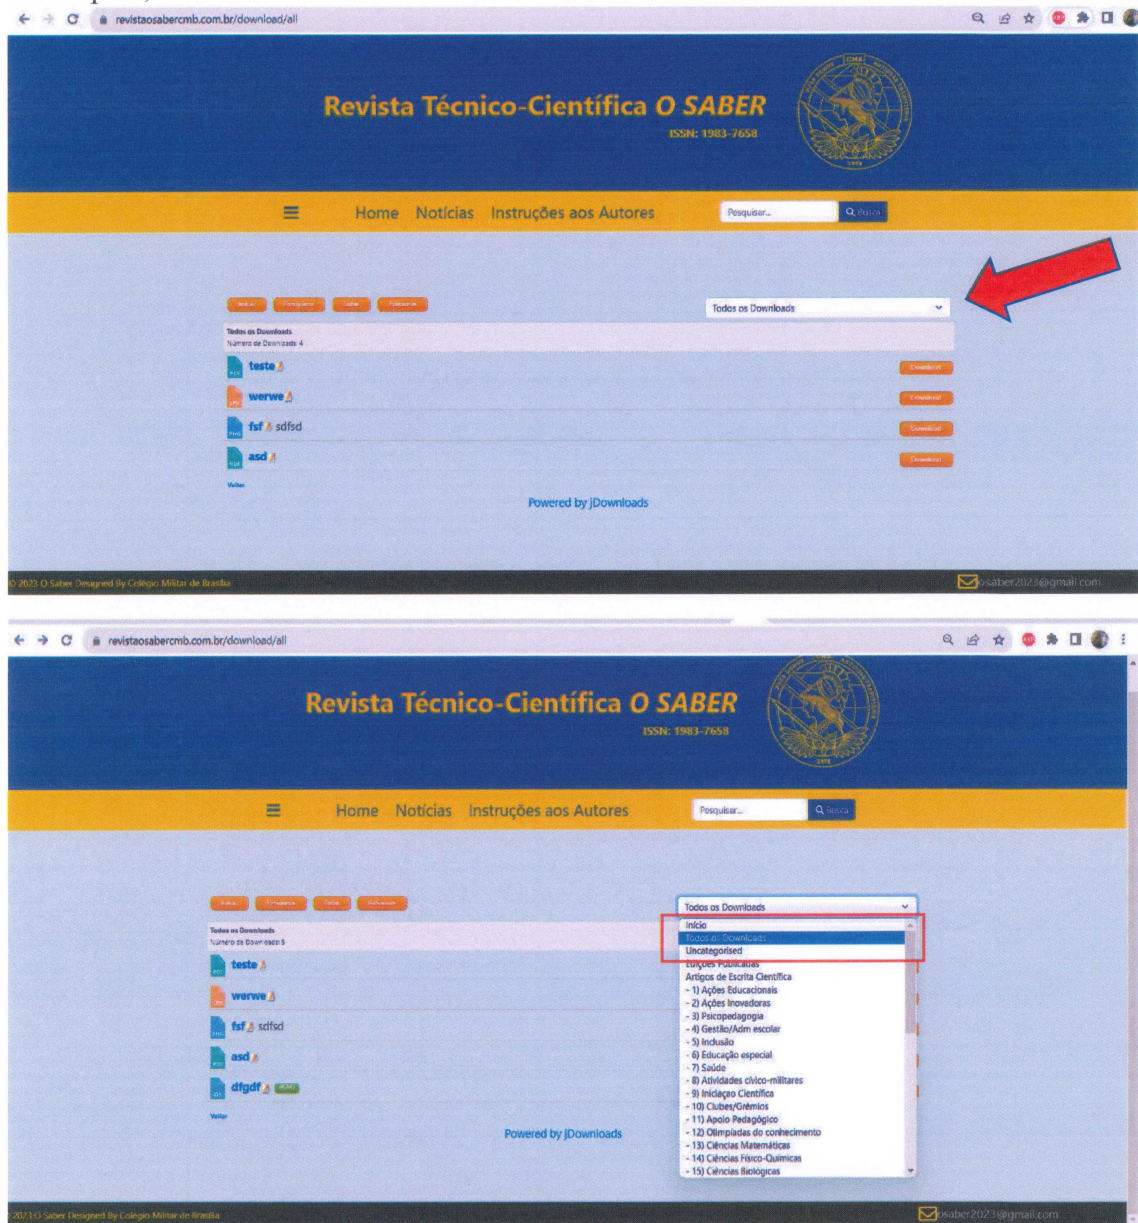 revistaosabercmb.com.br/download/all
Revista Técnico-Científica O SABER
ISSN: 1983-7658
CMB
Home Notícias Instruções aos Autores Pesquisar... Busca
Todos os Downloads
Todos os Downloads
Número de Downloads: 4
teste
werwe
fsf sdfsd
asd
Voltar
Powered by jDownloads
© 2023 O Saber Designed By Colégio Militar de Brasília osaber2023@gmail.com
revistaosabercmb.com.br/download/all
Revista Técnico-Científica O SABER
ISSN: 1983-7658
1978
Home Notícias Instruções aos Autores Pesquisar... Busca
Todos os Downloads
Todos os Downloads
Número de Downloads: 5
teste
werwe
fsf sdfsd
asd
dfgdf
Voltar
Início
Todos os Downloads
Uncategorised
Edições Publicadas
Artigos de Escrita Científica
- 1) Ações Educacionais
- 2) Ações Inovadoras
- 3) Psicopedagogia
- 4) Gestão/Adm escolar
- 5) Inclusão
- 6) Educação especial
- 7) Saúde
- 8) Atividades cívico-militares
- 9) Iniciaçao Científica
- 10) Clubes/Grêmios
- 11) Apoio Pedagógico
- 12) Olimpíadas do conhecimento
- 13) Ciências Matemáticas
- 14) Ciências Físico-Químicas
- 15) Ciências Biológicas
Powered by jDownloads
2023 O Saber Designed By Colégio Militar de Brasília osaber2023@gmail.com